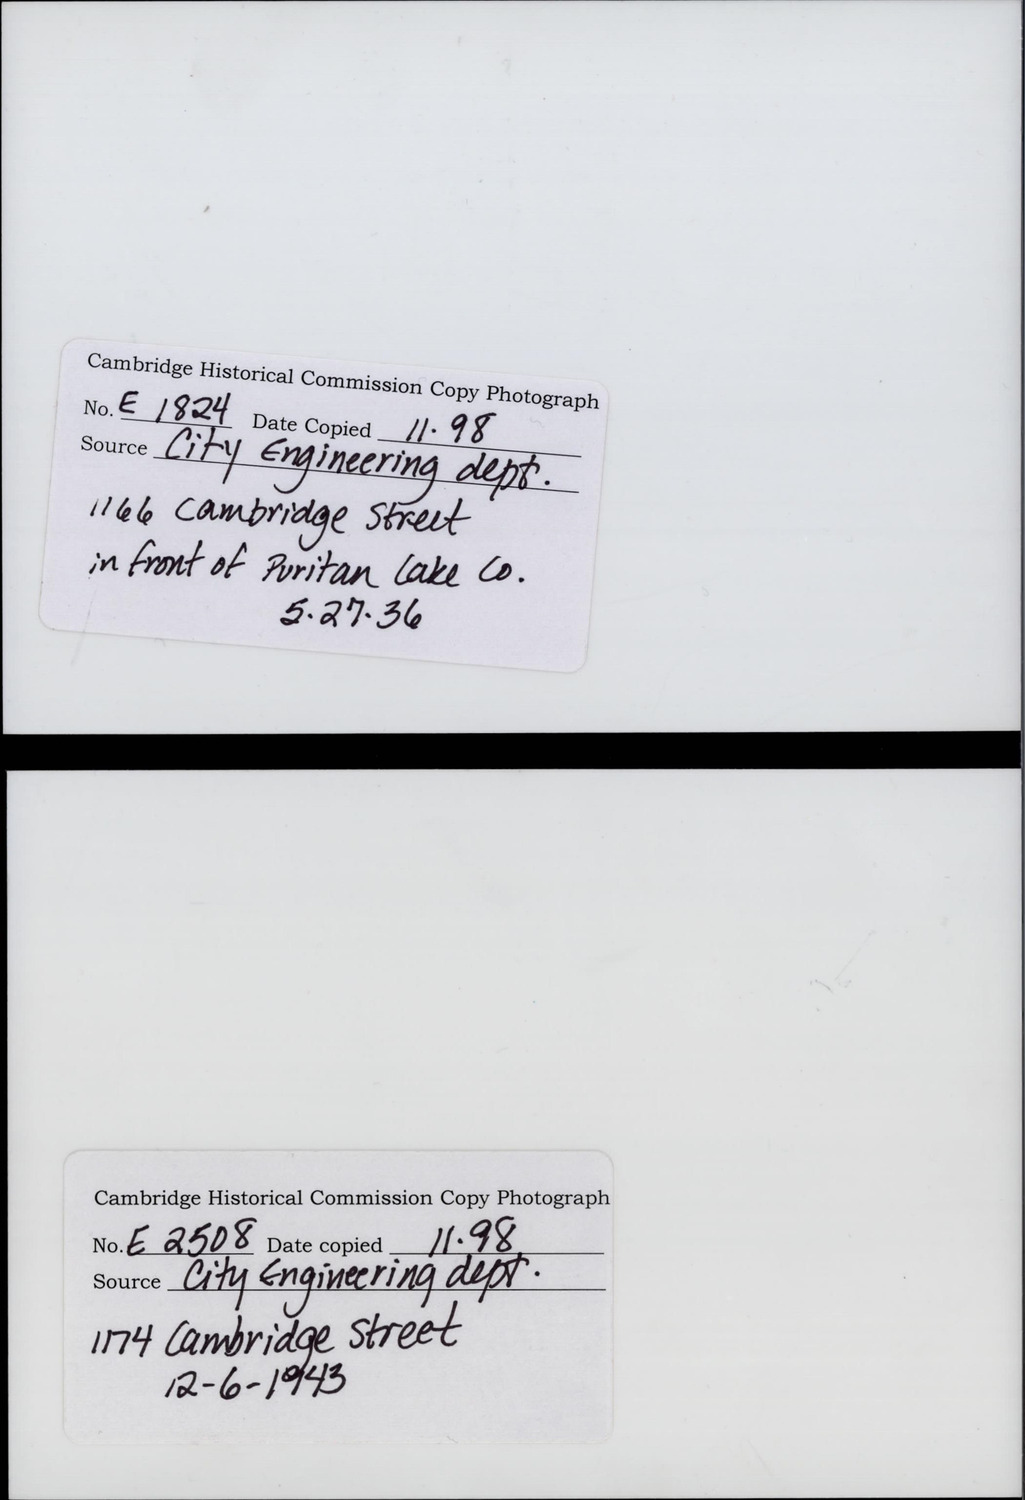 Cambridge Historical Commission Copy Photograph
No. E 1824 Date Copied 11.98
Source City Engineering dept.
1166 Cambridge Street
in front of Puritan Cake Co.
5.27.36
Cambridge Historical Commission Copy Photograph
No. E 2508 Date copied 11.98
Source City Engineering dept.
1174 Cambridge Street
12-6-1943